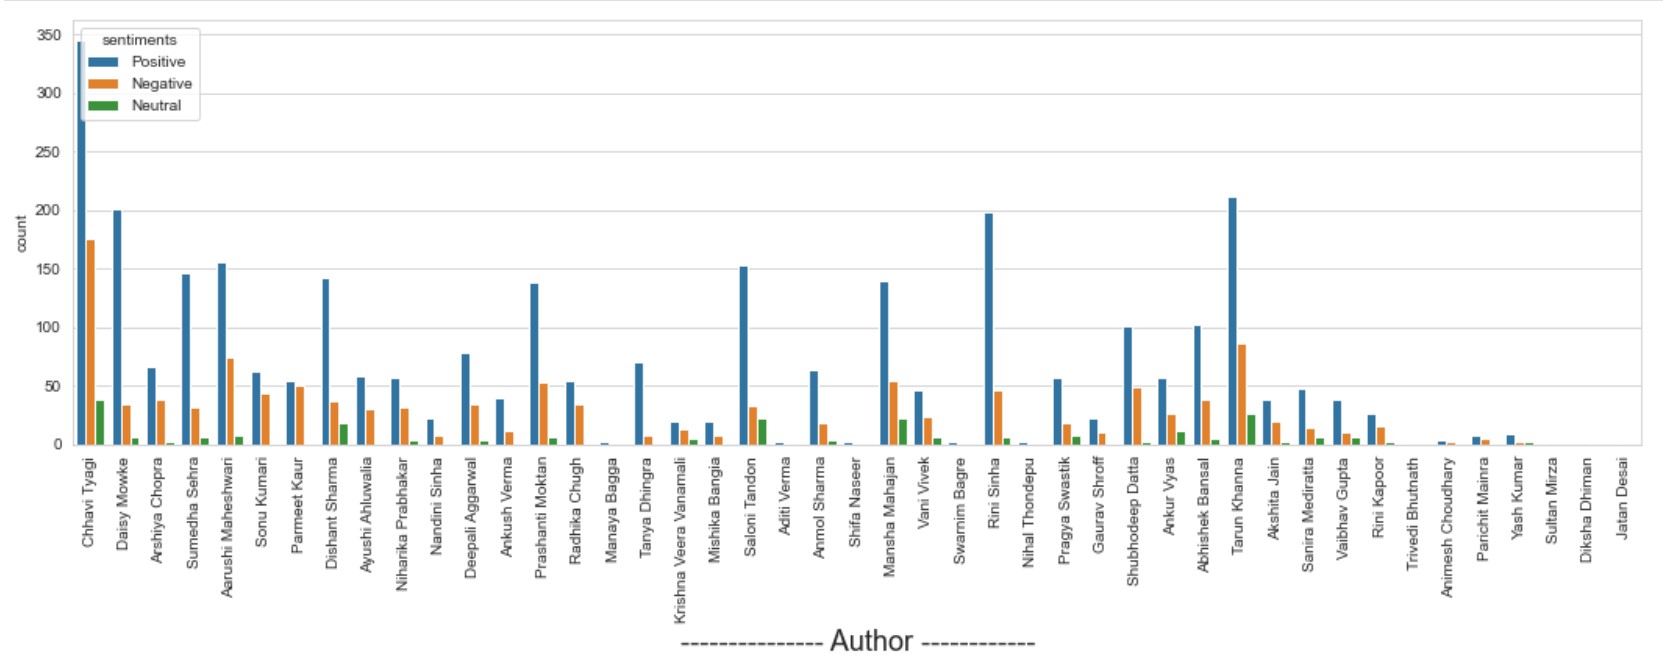 350
300
250
200
150
100
50
0
count
sentiments
Positive
Negative
Neutral
Chhavi Tyagi
Daisy Mowke
Arshiya Chopra
Sumedha Sehra
Aarushi Maheshwari
Sonu Kumari
Parmeet Kaur
Dishant Sharma
Ayushi Ahluwalia
Niharika Prabhakar
Nandini Sinha
Deepali Aggarwal
Ankush Verma
Prashanti Moktan
Radhika Chugh
Manaya Bagga
Tanya Dhingra
Krishna Veera Vanamali
Mishika Bangia
Saloni Tandon
Aditi Verma
Anmol Sharma
Shifa Naseer
Mansha Mahajan
Vani Vivek
Swarnim Bagre
Rini Sinha
Nihal Thondepu
Pragya Swastik
Gaurav Shroff
Shubhodeep Datta
Ankur Vyas
Abhishek Bansal
Tarun Khanna
Akshita Jain
Sanira Mediratta
Vaibhav Gupta
Rini Kapoor
Trivedi Bhutnath
Animesh Choudhary
Parichit Mainra
Yash Kumar
Sultan Mirza
Diksha Dhiman
Jatan Desai
--------------- Author ------------